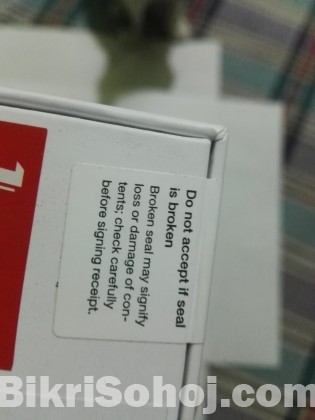 Do not accept if seal
is broken
Broken seal may signify
loss or damage of con-
tents; check carefully
before signing receipt.
BikriSohoj.com